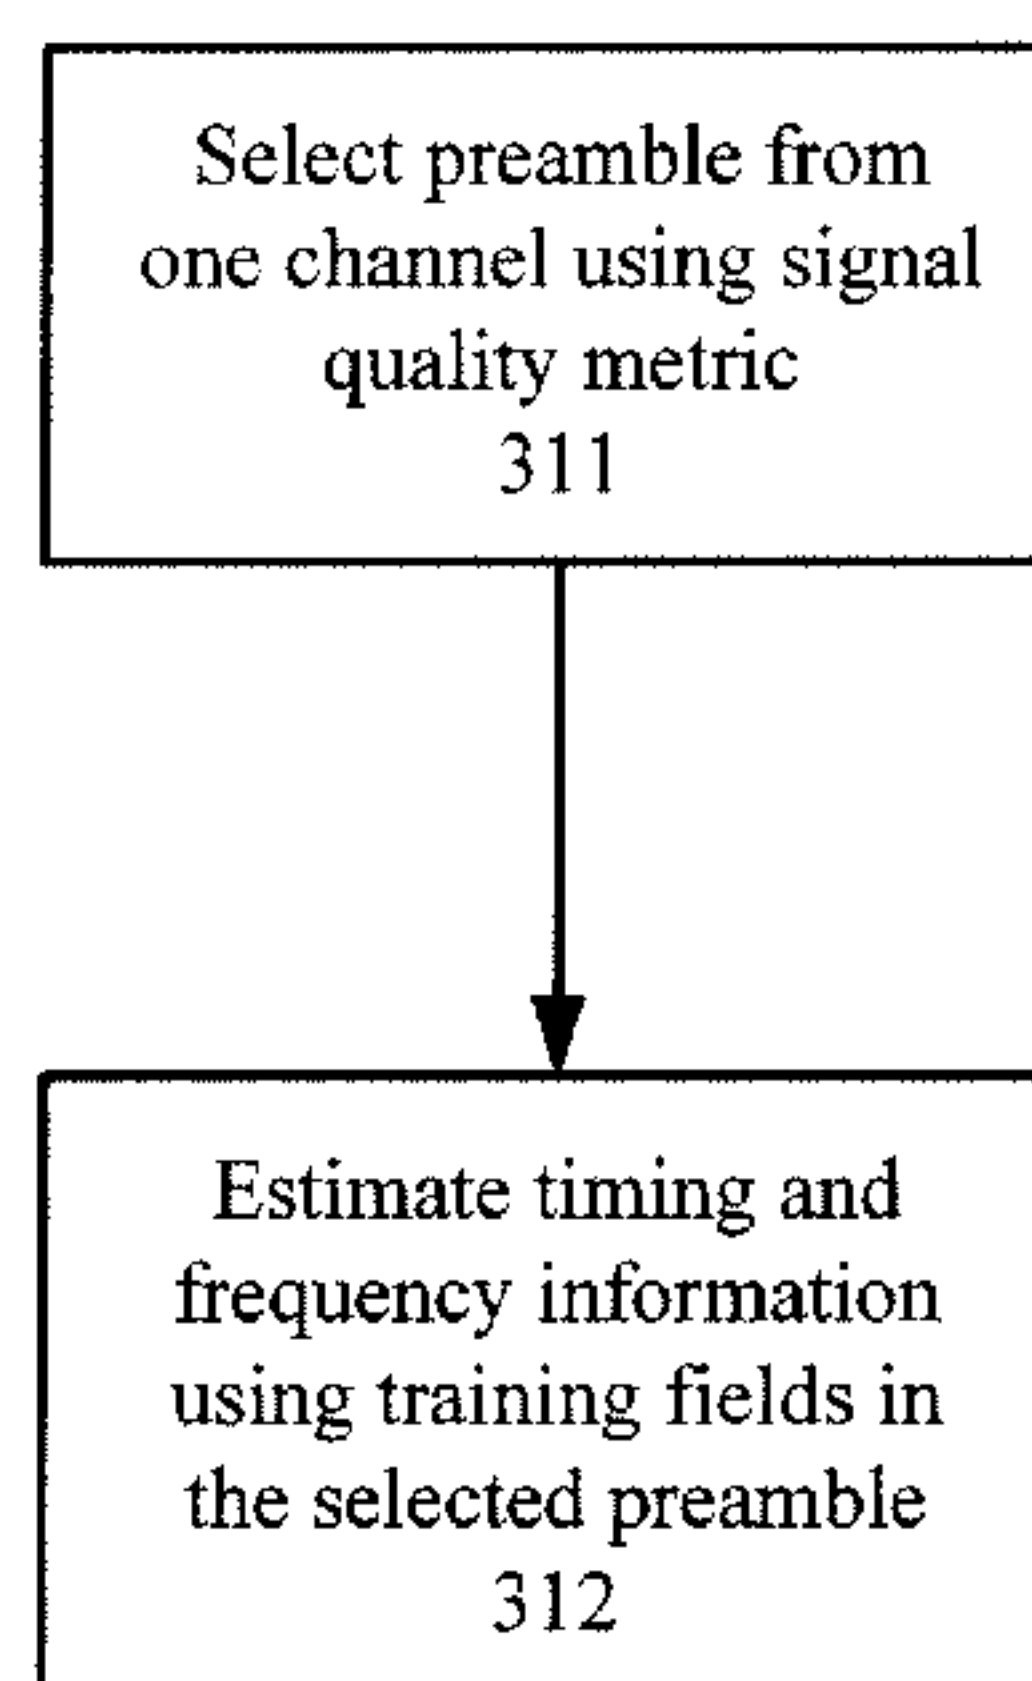 Select preamble from
one channel using signal
quality metric
311
Estimate timing and
frequency information
using training fields in
the selected preamble
312